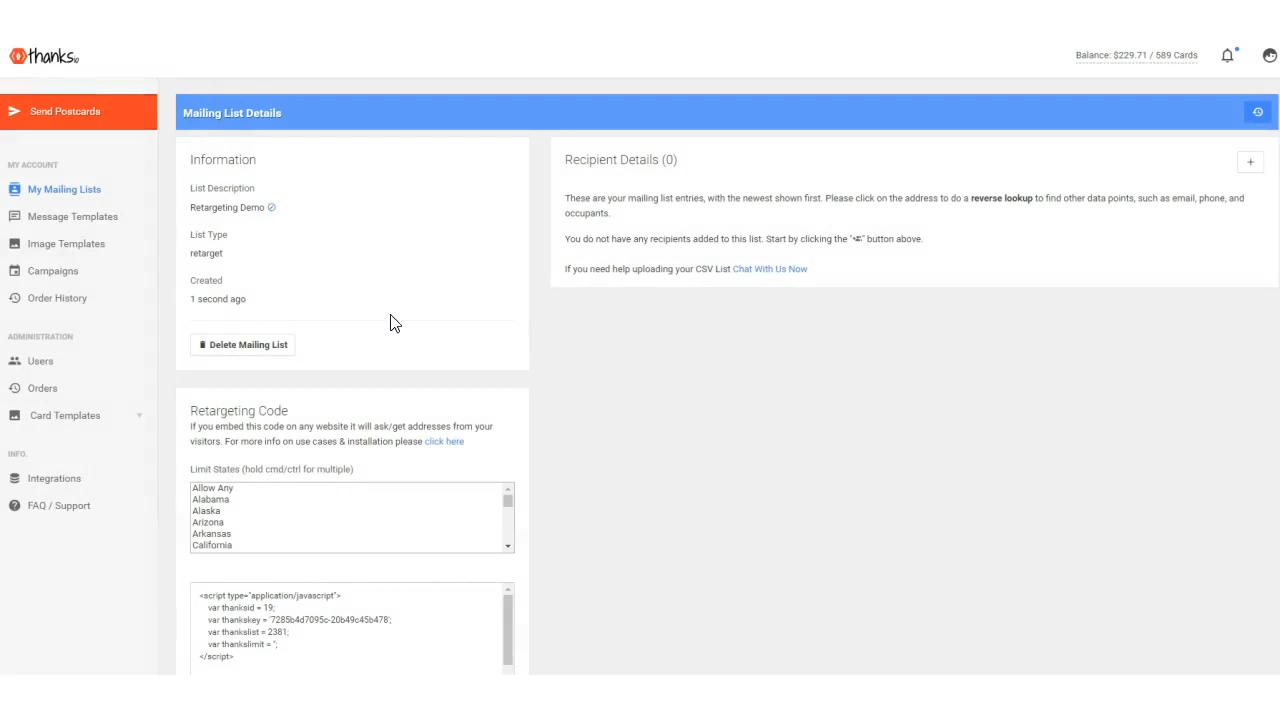 thanks.io
Balance: $229.71 / 589 Cards
Send Postcards
MY ACCOUNT
My Mailing Lists
Message Templates
Image Templates
Campaigns
Order History
ADMINISTRATION
Users
Orders
Card Templates
INFO.
Integrations
FAQ / Support
Mailing List Details
Information
List Description
Retargeting Demo
List Type
retarget
Created
1 second ago
Delete Mailing List
Retargeting Code
If you embed this code on any website it will ask/get addresses from your
visitors. For more info on use cases & installation please click here
Limit States (hold cmd/ctrl for multiple)
Allow Any
Alabama
Alaska
Arizona
Arkansas
California
<script type="application/javascript">
var thanksid = 19;
var thankskey = '7285b4d7095c-20b49c45b478';
var thankslist = 2381;
var thankslimit = '';
</script>
Recipient Details (0)
+
These are your mailing list entries, with the newest shown first. Please click on the address to do a reverse lookup to find other data points, such as email, phone, and
occupants.
You do not have any recipients added to this list. Start by clicking the " " button above.
If you need help uploading your CSV List Chat With Us Now